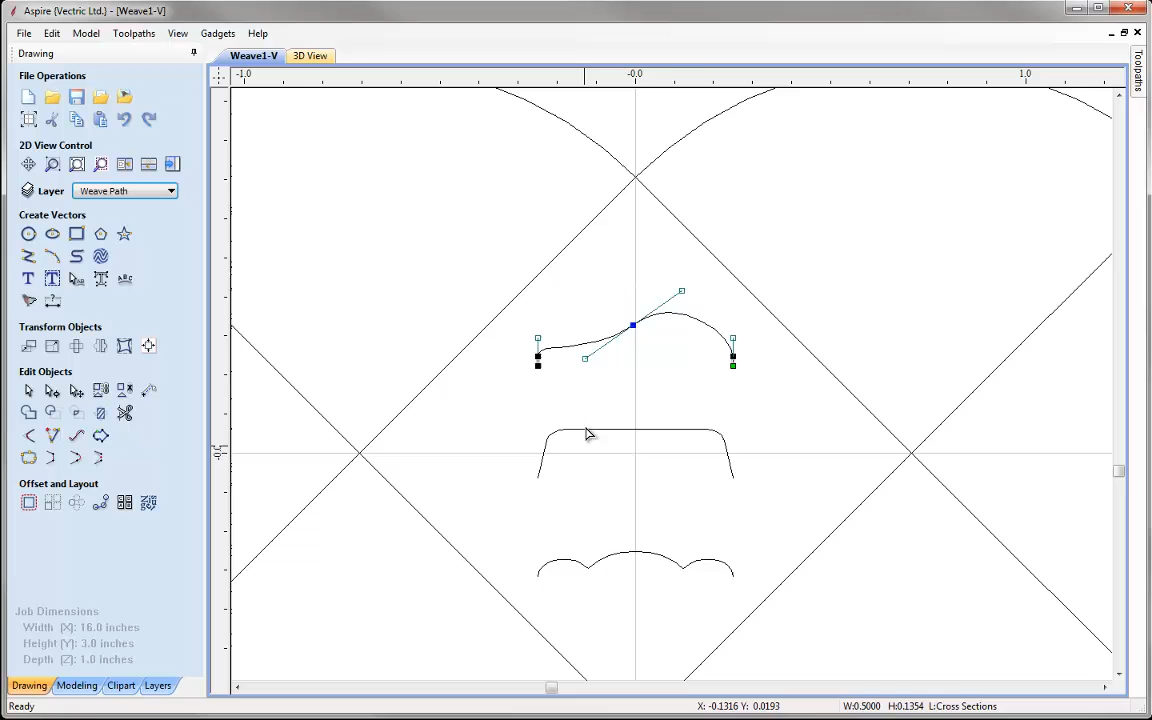 Aspire {Vectric Ltd.} - [Weave1-V]
File Edit Model Toolpaths View Gadgets Help
Drawing
Weave1-V
3D View
-1.0
-0.0
1.0
File Operations
2D View Control
Layer
Weave Path
Create Vectors
Transform Objects
Edit Objects
Offset and Layout
Job Dimensions
Width [X]: 16.0 inches
Height [Y]: 3.0 inches
Depth [Z]: 1.0 inches
Drawing
Modeling
Clipart
Layers
Toolpaths
Ready
X: -0.1316 Y: 0.0193
W:0.5000 H:0.1354 L:Cross Sections